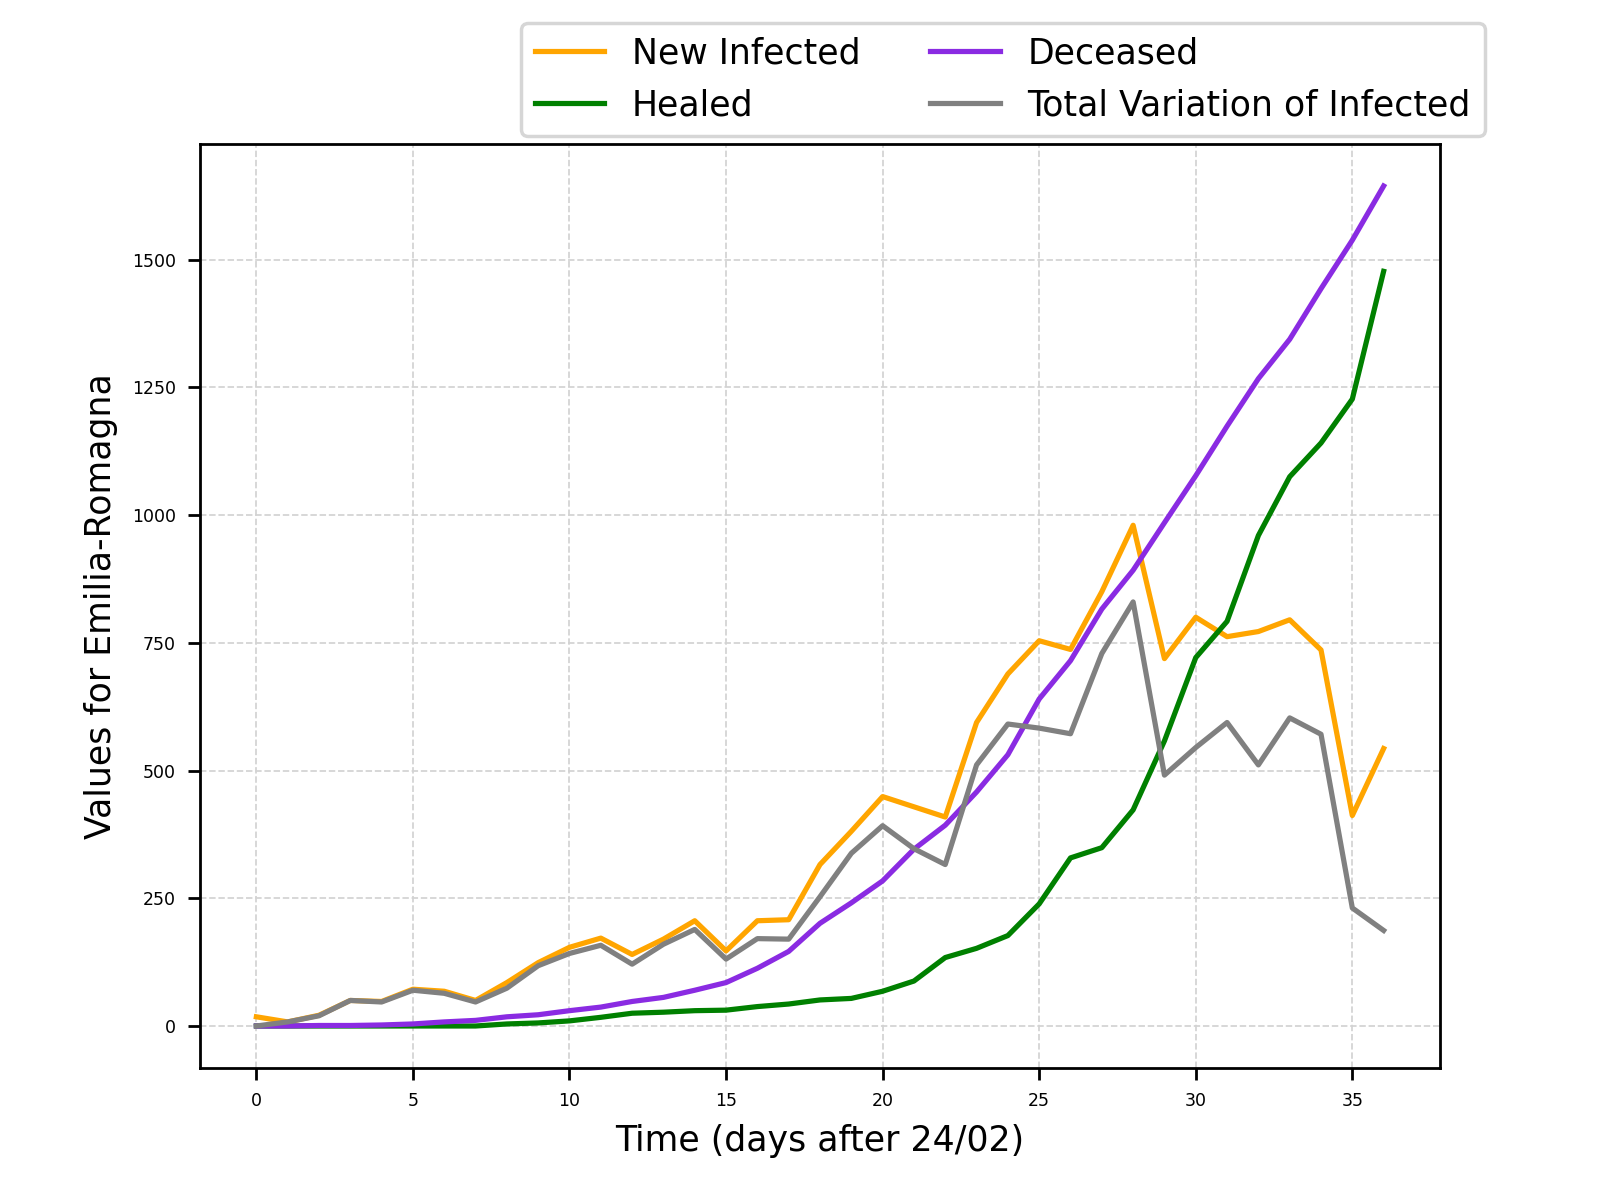 New Infected
Healed
Deceased
Total Variation of Infected
Values for Emilia-Romagna
1500
1250
1000
750
500
250
0
0 5 10 15 20 25 30 35
Time (days after 24/02)